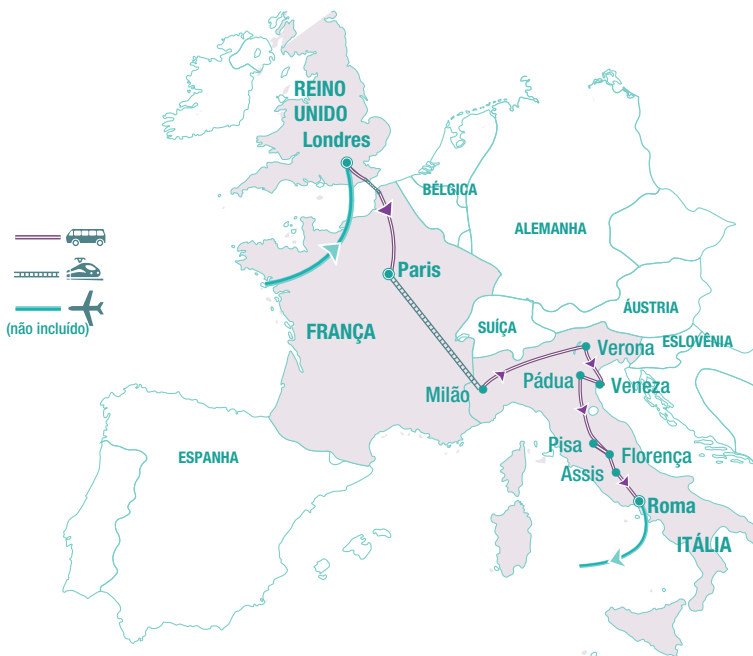 REINO
UNIDO
Londres
BÉLGICA
ALEMANHA
Paris
(não incluído)
FRANÇA
SUÍÇA
ÁUSTRIA
ESLOVÊNIA
Verona
Milão
Pádua
Veneza
Pisa
Florença
ESPANHA
Assis
Roma
ITÁLIA